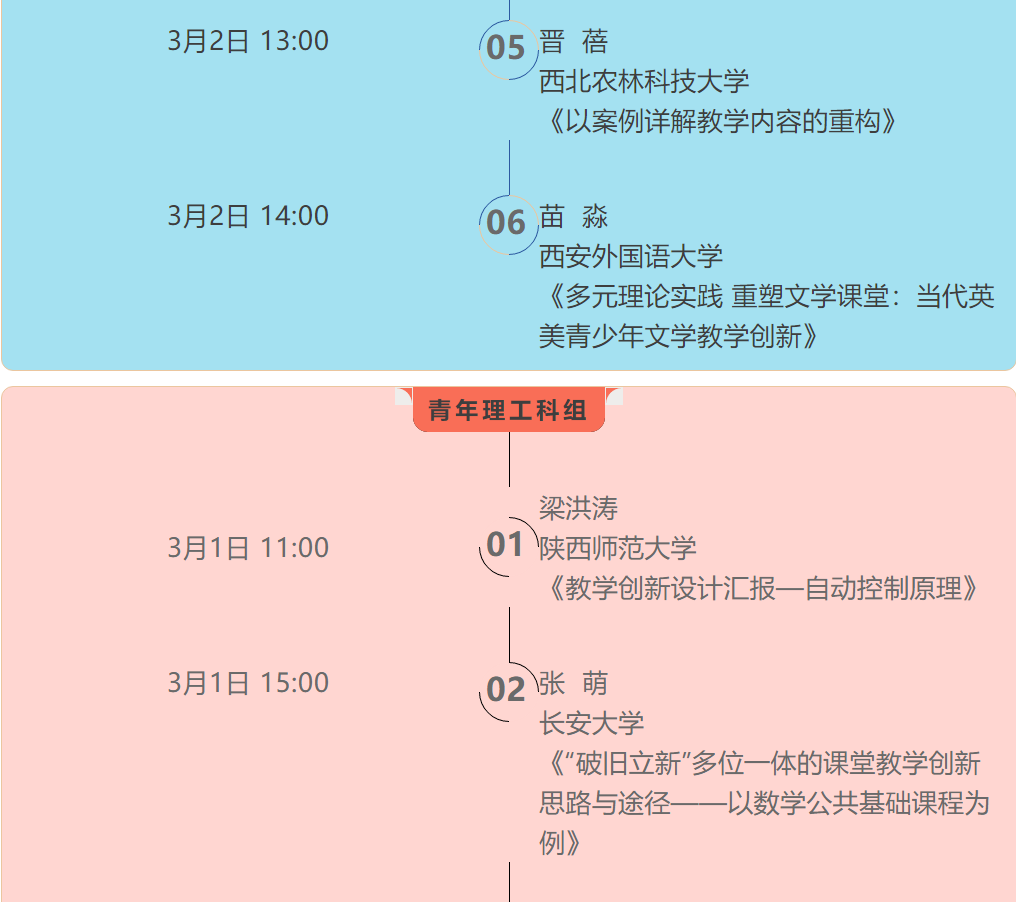 3月2日 13:00
05
晋 蓓
西北农林科技大学
《以案例详解教学内容的重构》
3月2日 14:00
06
苗 淼
西安外国语大学
《多元理论实践 重塑文学课堂：当代英
美青少年文学教学创新》
青年理工科组
3月1日 11:00
01
梁洪涛
陕西师范大学
《教学创新设计汇报—自动控制原理》
3月1日 15:00
02
张 萌
长安大学
《“破旧立新”多位一体的课堂教学创新
思路与途径——以数学公共基础课程为
例》